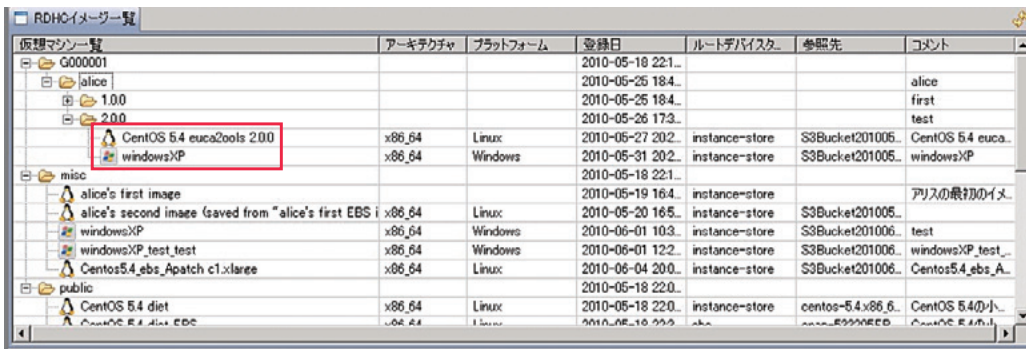 RDHCイメージ一覧
仮想マシン一覧 アーキテクチャ プラットフォーム 登録日 ルートデバイスタ... 参照先 コメント
G000001 2010-05-18 22:1...
alice 2010-05-25 18:4... alice
1.0.0 2010-05-25 18:4... first
2.0.0 2010-05-26 17:3... test
CentOS 5.4 euca2ools 2.0.0 x86_64 Linux 2010-05-27 20:2... instance-store S3Bucket201005... CentOS 5.4 euca...
windowsXP x86_64 Windows 2010-05-31 20:2... instance-store S3Bucket201005... windowsXP
misc 2010-05-18 22:1...
alice's first image 2010-05-19 16:4... instance-store アリスの最初のイメ...
alice's second image (saved from "alice's first EBS i x86_64 Linux 2010-05-20 16:5... instance-store S3Bucket201005...
windowsXP x86_64 Windows 2010-06-01 10:3... instance-store S3Bucket201006... test
windowsXP_test_test x86_64 Windows 2010-06-01 12:2... instance-store S3Bucket201006... windowsXP_test_...
Centos5.4_ebs_Apatch c1.xlarge x86_64 Linux 2010-06-04 20:0... instance-store S3Bucket201006... Centos5.4_ebs_A...
public 2010-05-18 22:0...
CentOS 5.4 diet x86_64 Linux 2010-05-18 22:0... instance-store centos-5.4.x86_6... CentOS 5.4の小...
CentOS 5.4 diet EBS x86_64 Linux